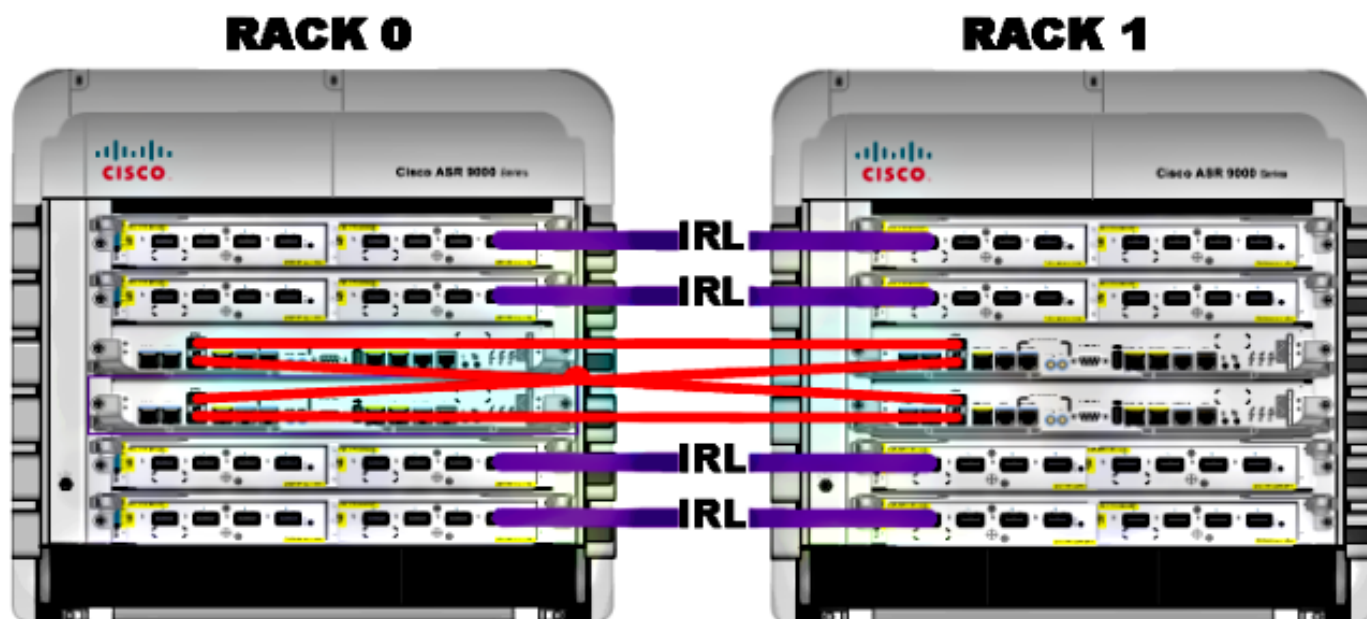 RACK 0
RACK 1
CISCO
Cisco ASR 9000 Series
CISCO
Cisco ASR 9000 Series
IRL
IRL
IRL
IRL